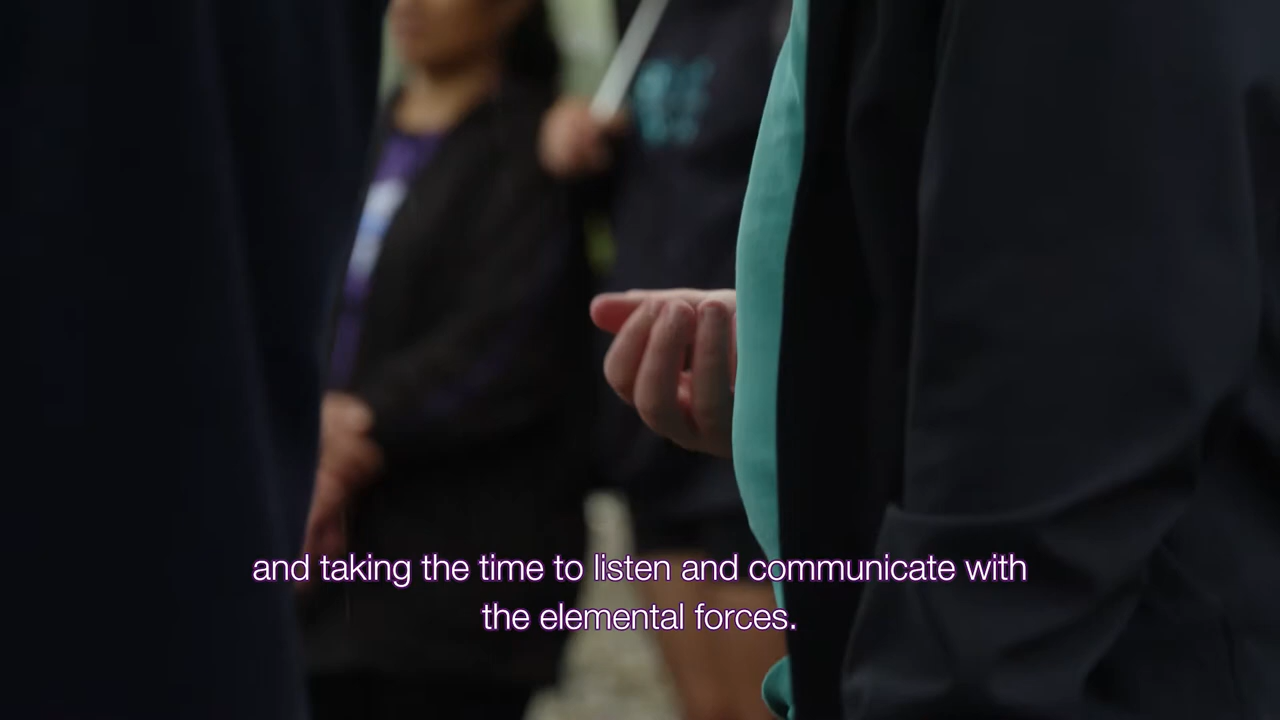 and taking the time to listen and communicate with
the elemental forces.